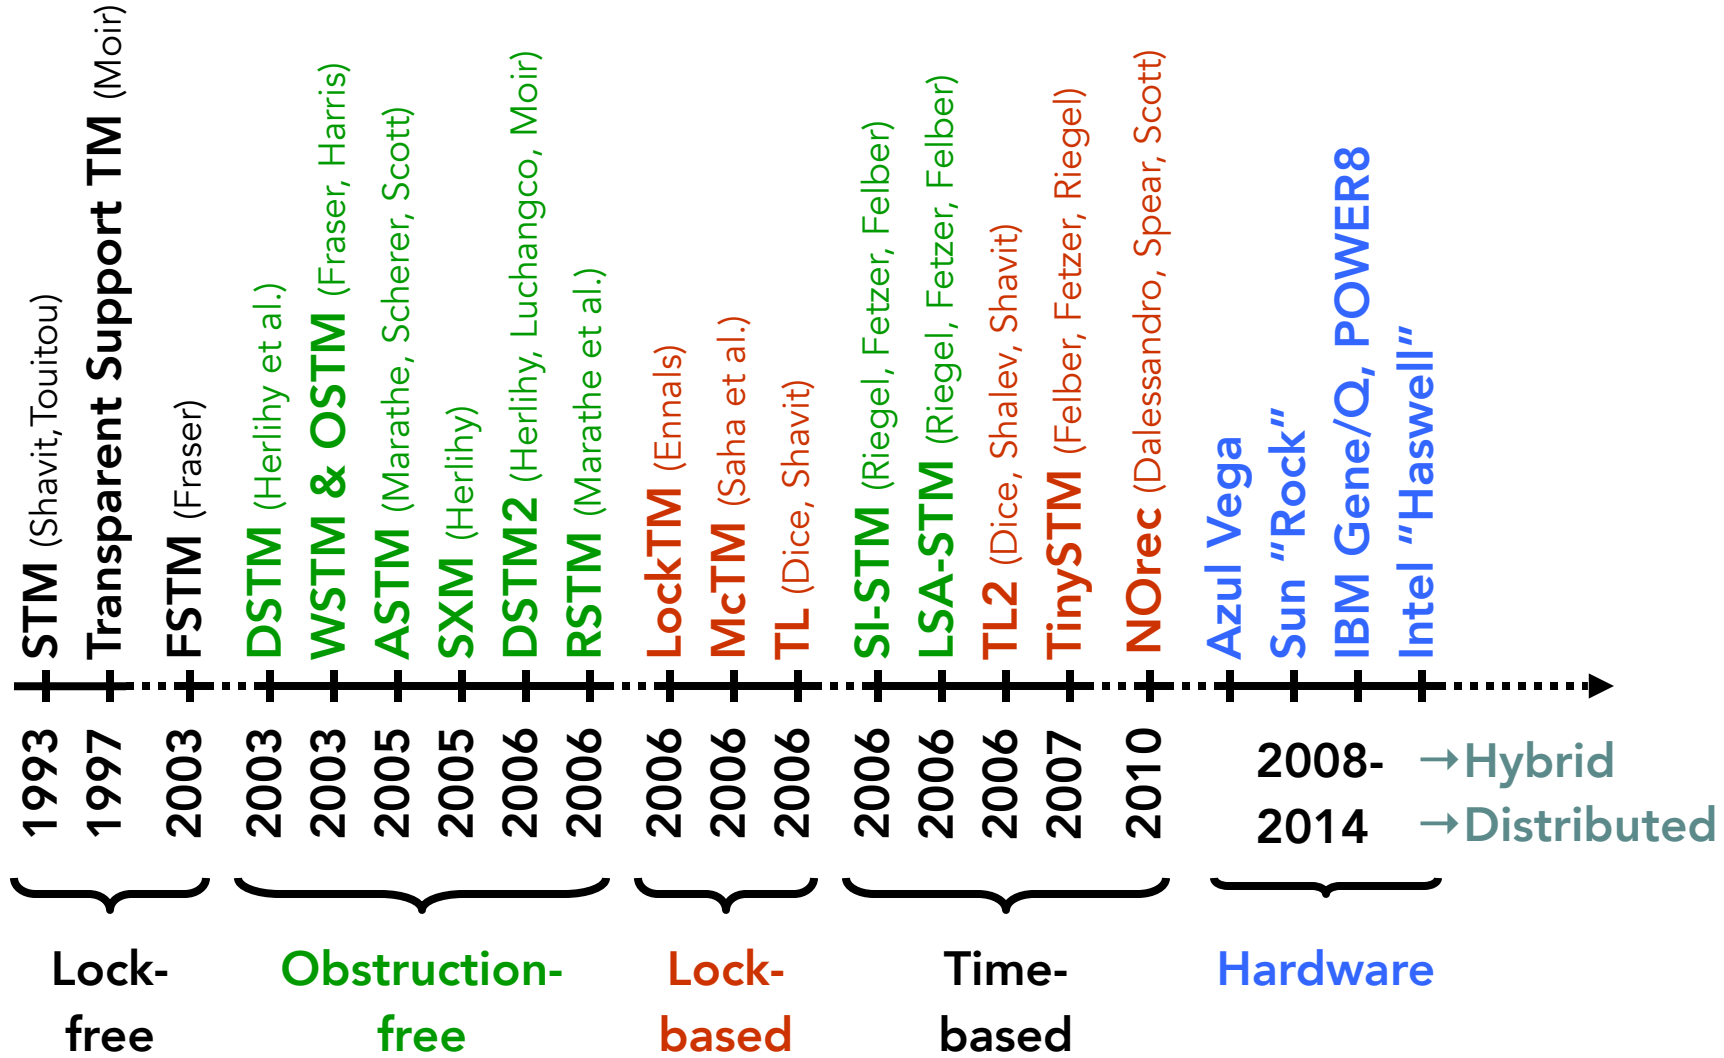 STM (Shavit,Touitou)
Transparent Support TM (Moir)
FSTM (Fraser)
DSTM (Herlihy et al.)
WSTM & OSTM (Fraser, Harris)
ASTM (Marathe, Scherer, Scott)
SXM (Herlihy)
DSTM2 (Herlihy, Luchangco, Moir)
RSTM (Marathe et al.)
LockTM (Ennals)
McTM (Saha et al.)
TL (Dice, Shavit)
SI-STM (Riegel, Fetzer, Felber)
LSA-STM (Riegel, Fetzer, Felber)
TL2 (Dice, Shalev, Shavit)
TinySTM (Felber, Fetzer, Riegel)
NOrec (Dalessandro, Spear, Scott)
Azul Vega
Sun "Rock"
IBM Gene/Q, POWER8
Intel "Haswell"
1993
1997
2003
2003
2003
2005
2005
2006
2006
2006
2006
2006
2006
2006
2006
2007
2010
2008-
2014
→Hybrid
→Distributed
Lock-
free
Obstruction-
free
Lock-
based
Time-
based
Hardware